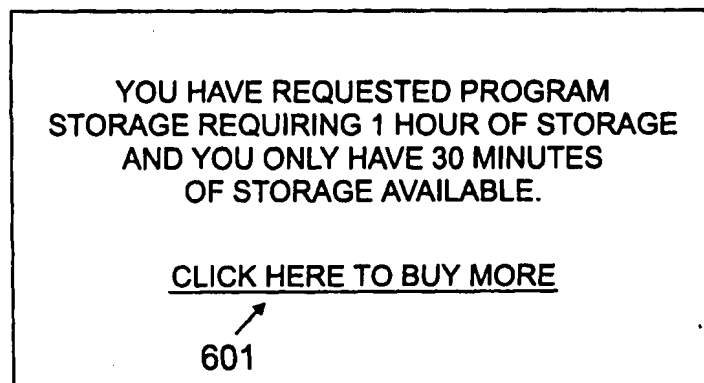 YOU HAVE REQUESTED PROGRAM
STORAGE REQUIRING 1 HOUR OF STORAGE
AND YOU ONLY HAVE 30 MINUTES
OF STORAGE AVAILABLE.
CLICK HERE TO BUY MORE
601